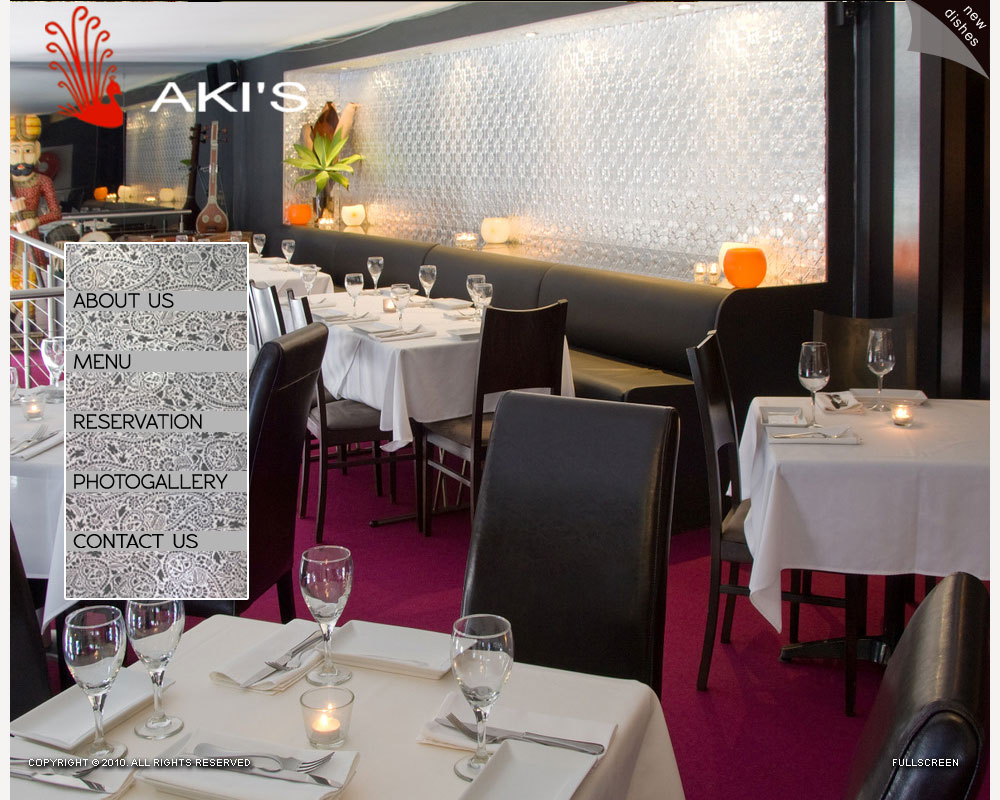 new
dishes
AKI'S
ABOUT US
MENU
RESERVATION
PHOTOGALLERY
CONTACT US
COPYRIGHT © 2010. ALL RIGHTS RESERVED
FULLSCREEN